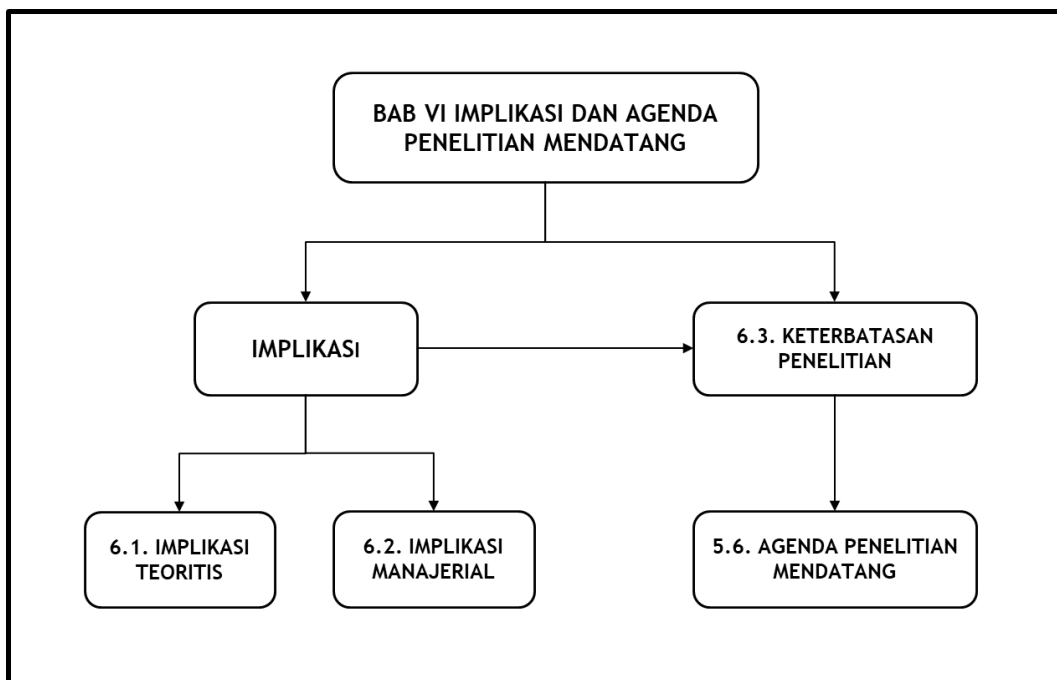 BAB VI IMPLIKASI DAN AGENDA
PENELITIAN MENDATANG
IMPLIKASI
6.3. KETERBATASAN
PENELITIAN
6.1. IMPLIKASI
TEORITIS
6.2. IMPLIKASI
MANAJERIAL
5.6. AGENDA PENELITIAN
MENDATANG